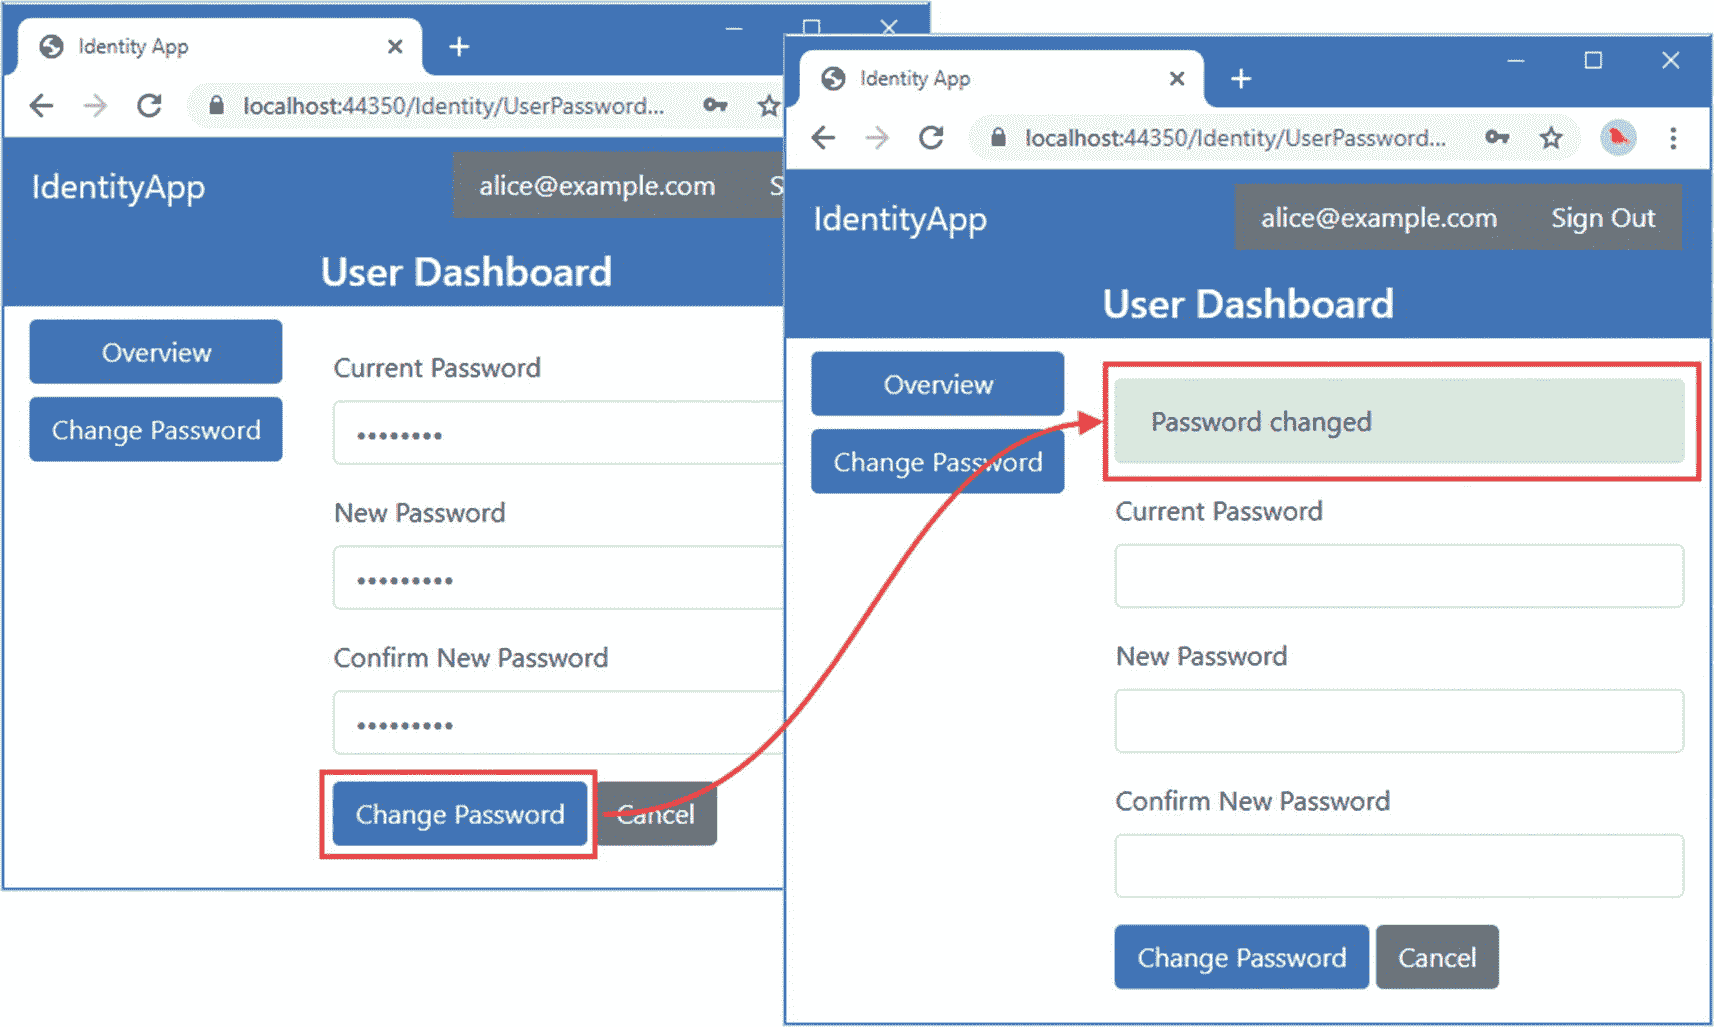 Identity App
localhost:44350/Identity/UserPassword...
IdentityApp
alice@example.com
S
User Dashboard
Overview
Change Password
Current Password
••••••••
New Password
•••••••••
Confirm New Password
•••••••••
Change Password
Cancel
Identity App
localhost:44350/Identity/UserPassword...
IdentityApp
alice@example.com
Sign Out
User Dashboard
Overview
Change Password
Password changed
Current Password
New Password
Confirm New Password
Change Password
Cancel